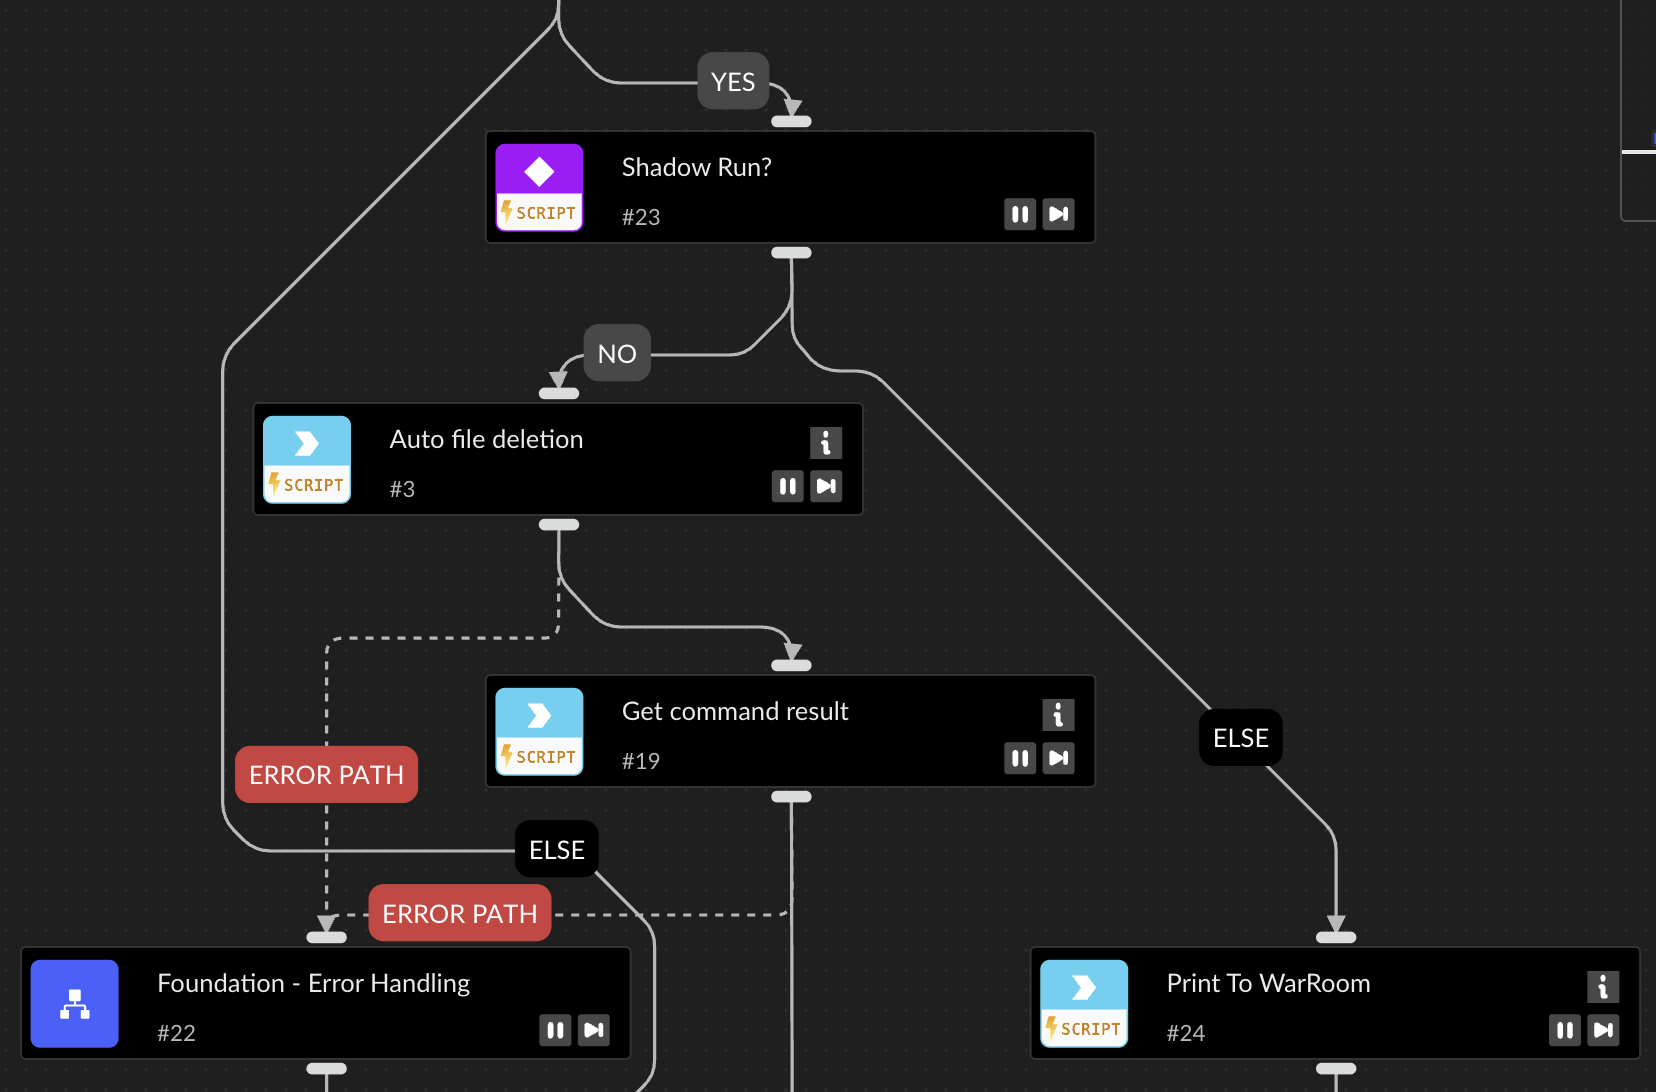 YES
Shadow Run?
SCRIPT
#23
NO
Auto file deletion
SCRIPT
#3
Get command result
SCRIPT
#19
ELSE
ERROR PATH
ELSE
ERROR PATH
Foundation - Error Handling
#22
Print To WarRoom
SCRIPT
#24